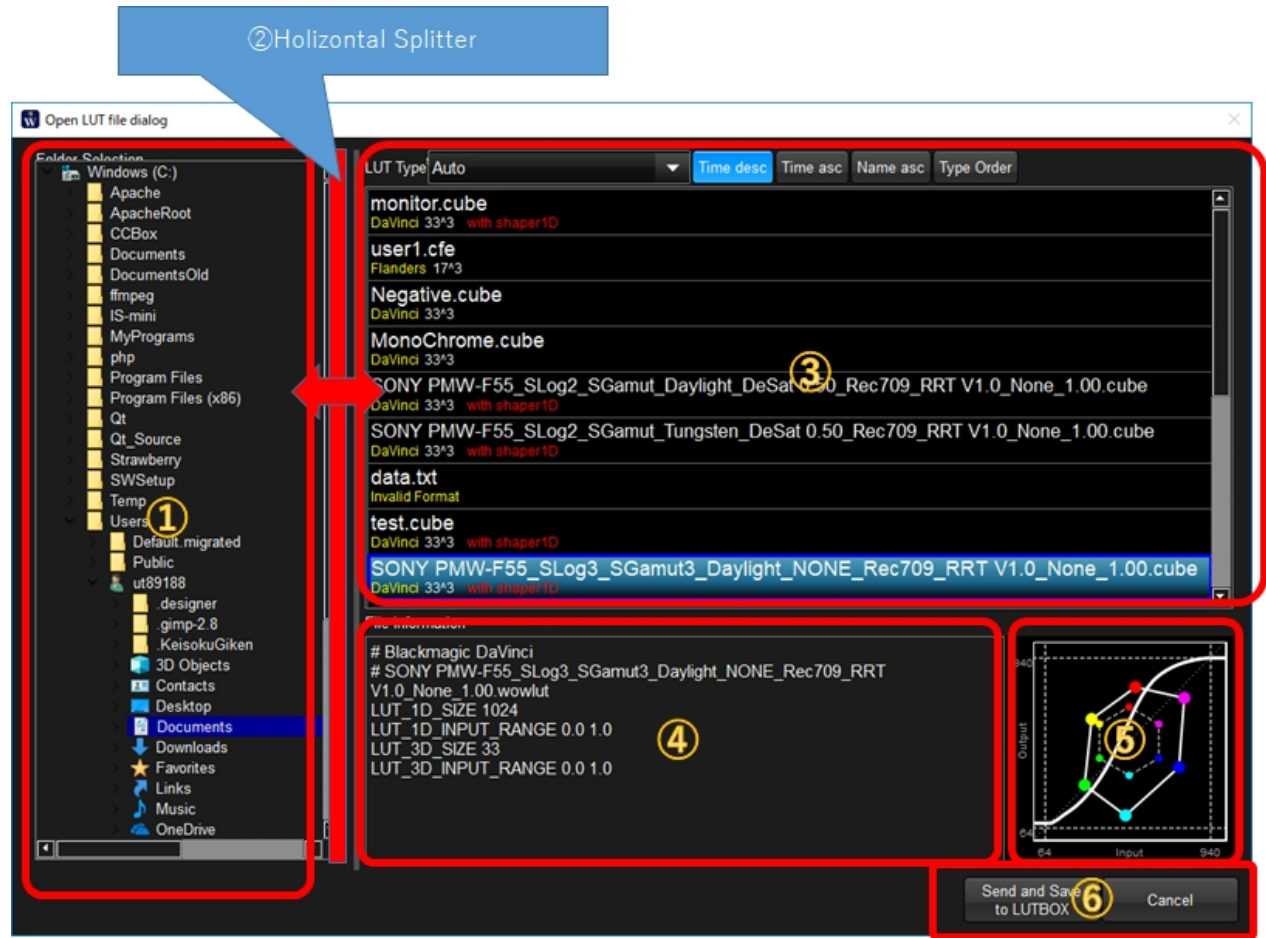 ②Holizontal Splitter
Open LUT file dialog
Folder Selection
Windows (C:)
Apache
ApacheRoot
CCBox
Documents
DocumentsOld
ffmpeg
IS-mini
MyPrograms
php
Program Files
Program Files (x86)
Qt
Qt_Source
Strawberry
SWSetup
Temp
Users
①
Default.migrated
Public
ut89188
.designer
.gimp-2.8
.KeisokuGiken
3D Objects
Contacts
Desktop
Documents
Downloads
Favorites
Links
Music
OneDrive
LUT Type Auto Time desc Time asc Name asc Type Order
monitor.cube
DaVinci 33^3 with shaper1D
user1.cfe
Flanders 17^3
Negative.cube
DaVinci 33^3
MonoChrome.cube
DaVinci 33^3
③
SONY PMW-F55_SLog2_SGamut_Daylight_DeSat 0.50_Rec709_RRT V1.0_None_1.00.cube
DaVinci 33^3 with shaper1D
SONY PMW-F55_SLog2_SGamut_Tungsten_DeSat 0.50_Rec709_RRT V1.0_None_1.00.cube
DaVinci 33^3 with shaper1D
data.txt
Invalid Format
test.cube
DaVinci 33^3 with shaper1D
SONY PMW-F55_SLog3_SGamut3_Daylight_NONE_Rec709_RRT V1.0_None_1.00.cube
DaVinci 33^3 with shaper1D
File Information
# Blackmagic DaVinci
# SONY PMW-F55_SLog3_SGamut3_Daylight_NONE_Rec709_RRT
V1.0_None_1.00.wowlut
LUT_1D_SIZE 1024
LUT_1D_INPUT_RANGE 0.0 1.0
LUT_3D_SIZE 33
LUT_3D_INPUT_RANGE 0.0 1.0
④
940
Output
⑤
64
64 Input 940
Send and Save
to LUTBOX
⑥
Cancel